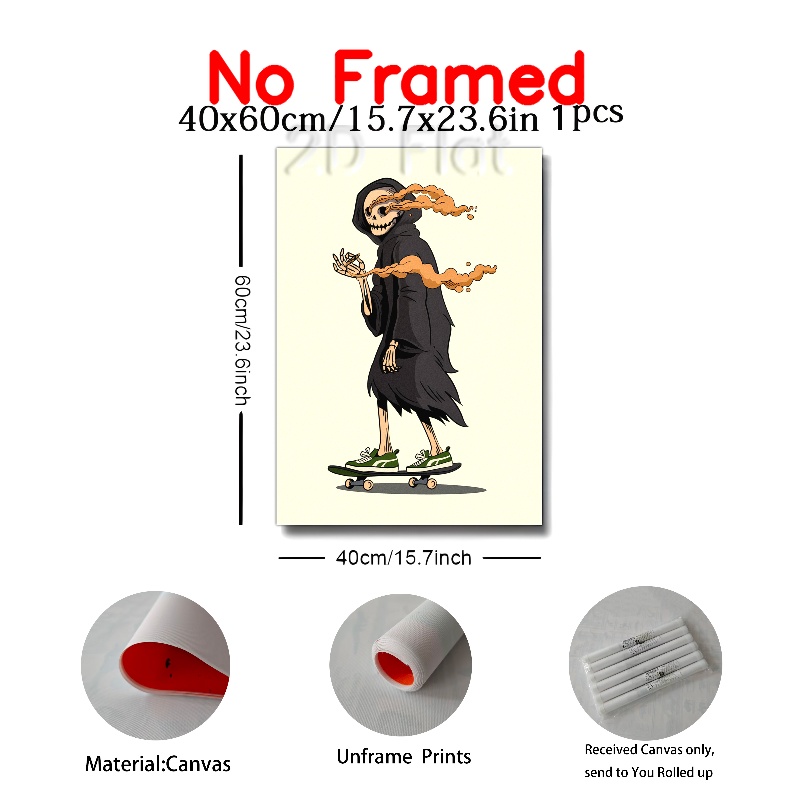 No Framed
40x60cm/15.7x23.6in 1pcs
2D Flat
60cm/23.6inch
40cm/15.7inch
Material:Canvas
Unframe Prints
Received Canvas only,
send to You Rolled up